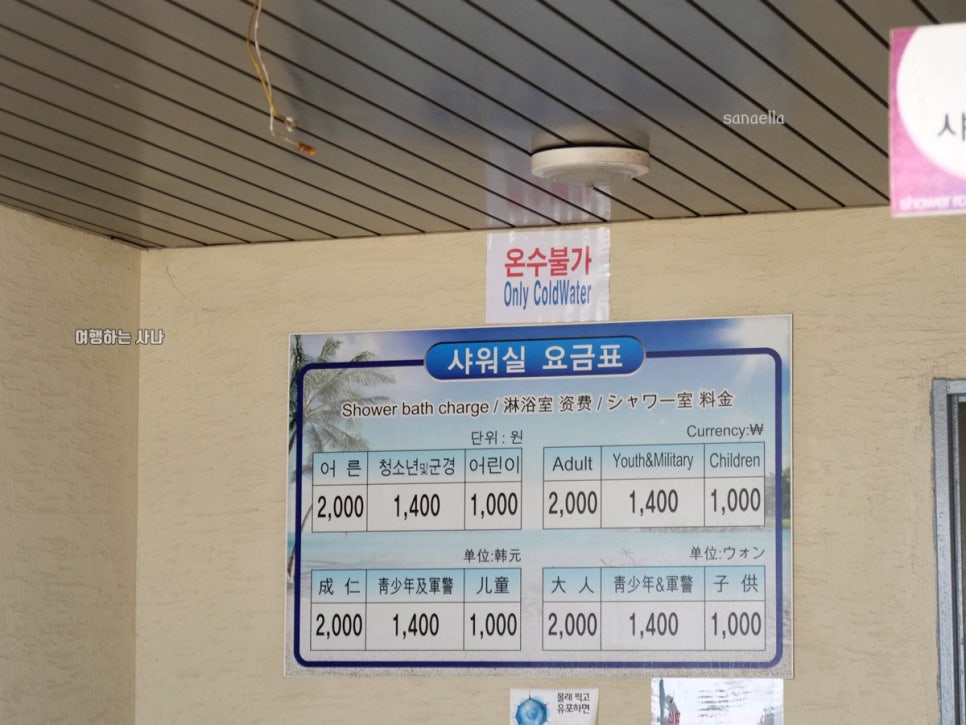 sanaella
샤
shower ro
온수불가
Only ColdWater
여행하는 사나
샤워실 요금표
Shower bath charge / 淋浴室 资费 / シャワー室 料金
단위 : 원
어 른 청소년및군경 어린이
2,000 1,400 1,000
Currency:₩
Adult Youth&Military Children
2,000 1,400 1,000
单位:韩元
成 仁 靑少年及軍警 儿童
2,000 1,400 1,000
单位:ウォン
大 人 靑少年&軍警 子 供
2,000 1,400 1,000
몰래 찍고
유포하면